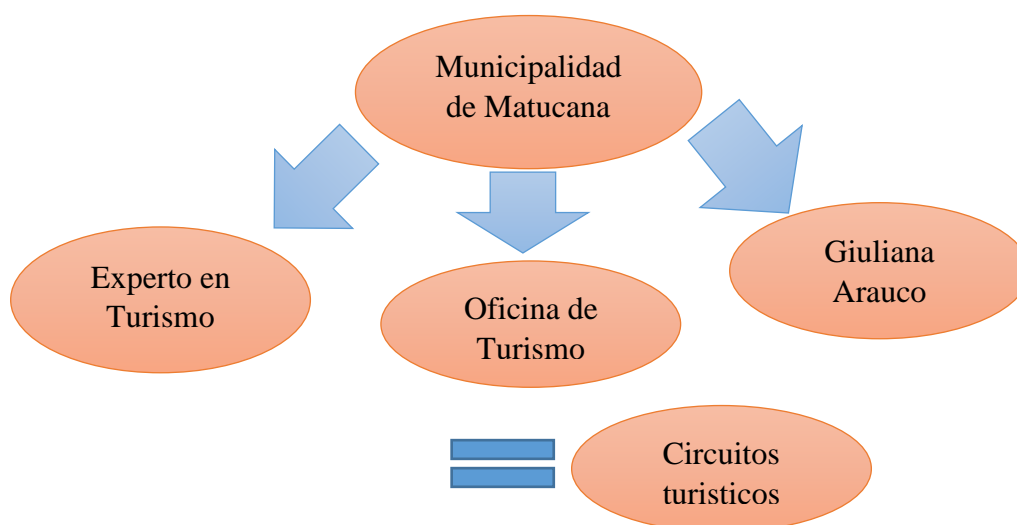 Municipalidad
de Matucana
Experto en
Turismo
Oficina de
Turismo
Giuliana
Arauco
Circuitos
turisticos